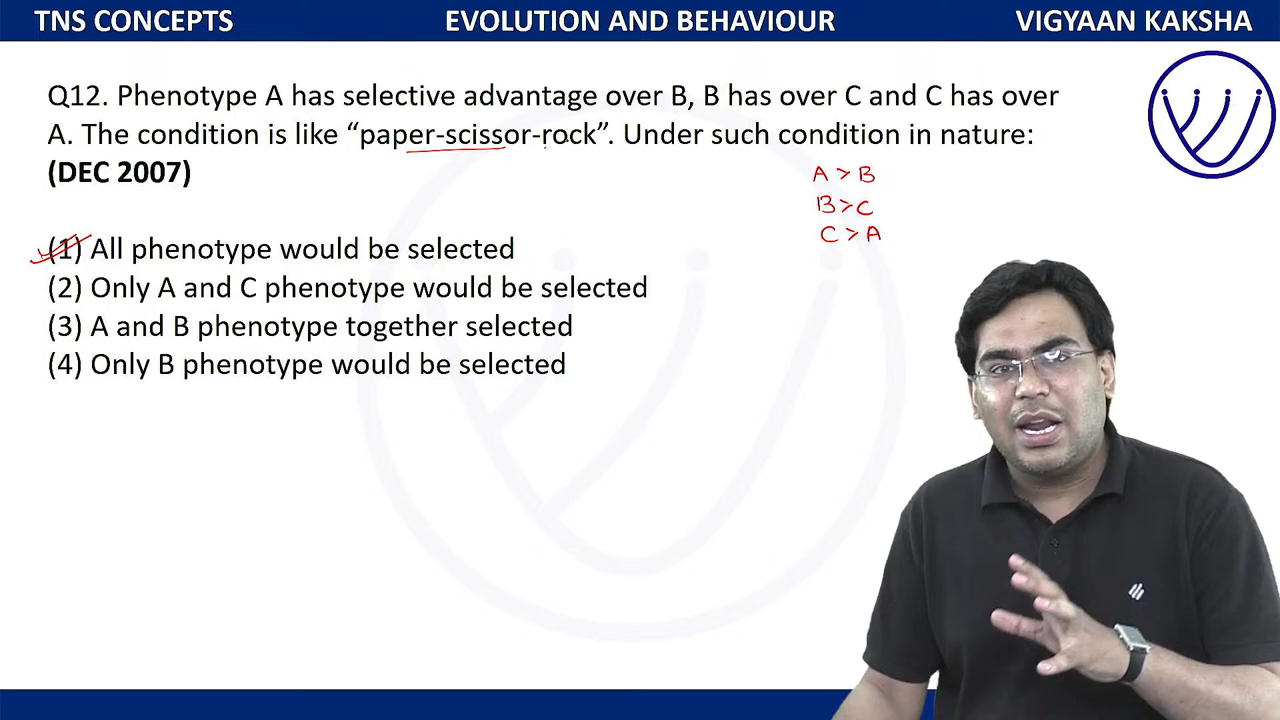 TNS CONCEPTS EVOLUTION AND BEHAVIOUR VIGYAAN KAKSHA
Q12. Phenotype A has selective advantage over B, B has over C and C has over
A. The condition is like “paper-scissor-rock”. Under such condition in nature:
(DEC 2007)
A > B
B > C
C > A
(1) All phenotype would be selected
(2) Only A and C phenotype would be selected
(3) A and B phenotype together selected
(4) Only B phenotype would be selected